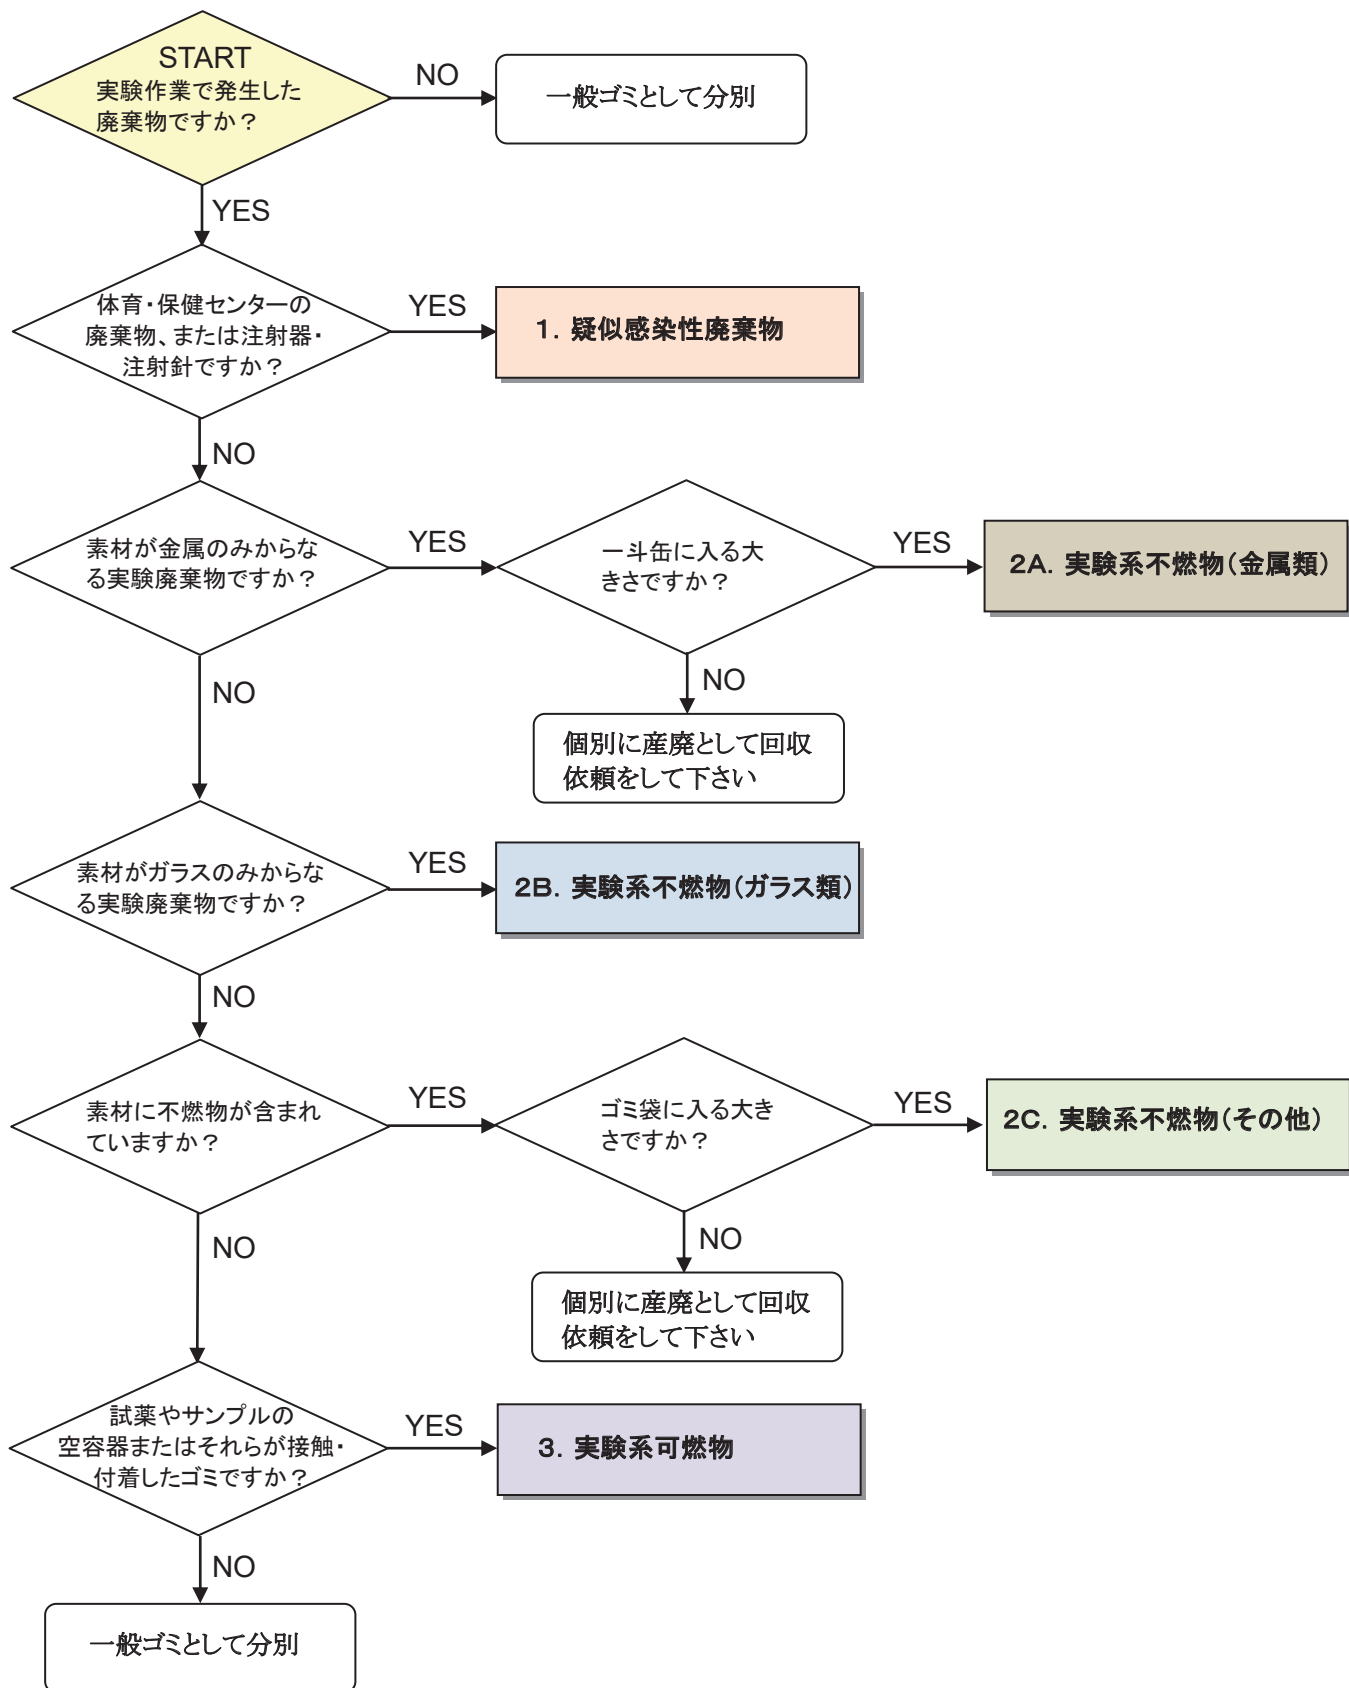 START
実験作業で発生した
廃棄物ですか？
NO
一般ゴミとして分別
YES
体育・保健センターの
廃棄物、または注射器・
注射針ですか？
YES
1．疑似感染性廃棄物
NO
素材が金属のみからな
る実験廃棄物ですか？
YES
一斗缶に入る大
きさですか？
YES
2A．実験系不燃物（金属類）
NO
NO
個別に産廃として回収
依頼をして下さい
素材がガラスのみからな
る実験廃棄物ですか？
YES
2B．実験系不燃物（ガラス類）
NO
素材に不燃物が含まれ
ていますか？
YES
ゴミ袋に入る大き
さですか？
YES
2C．実験系不燃物（その他）
NO
NO
個別に産廃として回収
依頼をして下さい
試薬やサンプルの
空容器またはそれらが接触・
付着したゴミですか？
YES
3．実験系可燃物
NO
一般ゴミとして分別